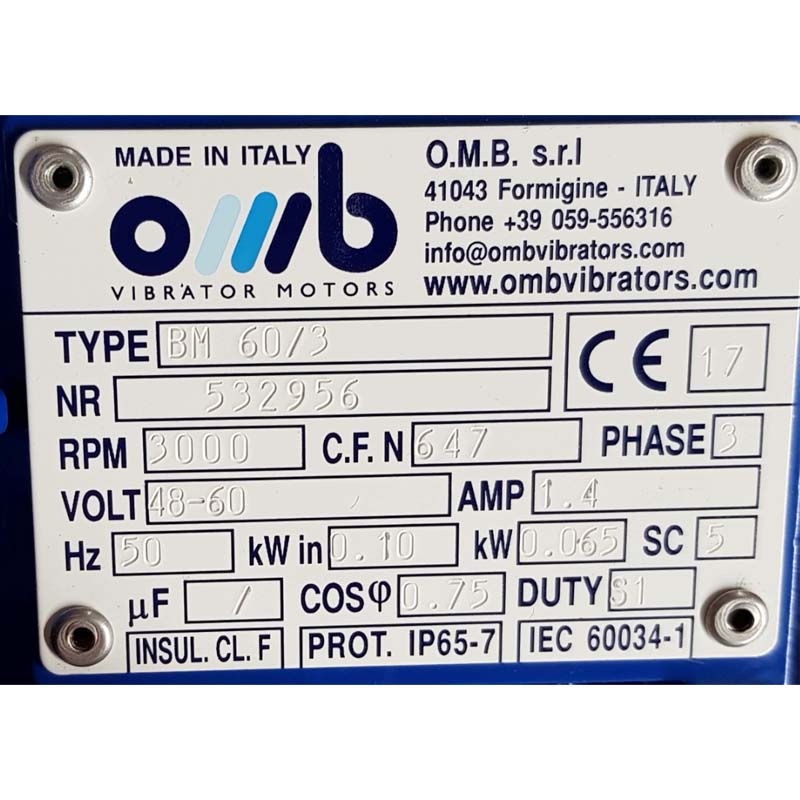 MADE IN ITALY
omb
VIBRATOR MOTORS
O.M.B. s.r.l
41043 Formigine - ITALY
Phone +39 059-556316
info@ombvibrators.com
www.ombvibrators.com
TYPE BM 60/3
CE 17
NR 532956
RPM 3000 C.F. N 647 PHASE 3
VOLT 48-60 AMP 1.4
Hz 50 kW in 0.10 kW 0.065 SC 5
µF / COSφ 0.75 DUTY S1
INSUL. CL. F PROT. IP65-7 IEC 60034-1